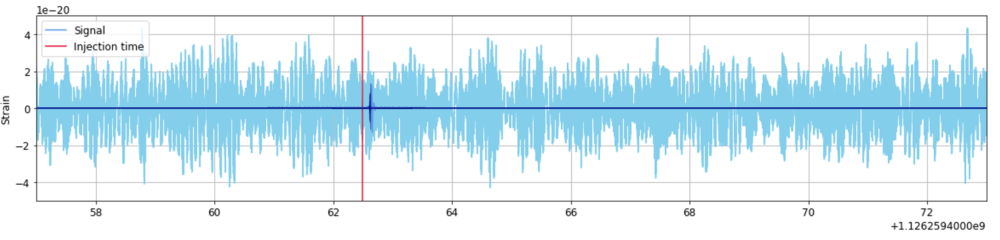 1e−20
Signal
Injection time
4
2
0
−2
−4
Strain
58 60 62 64 66 68 70 72
+1.1262594000e9